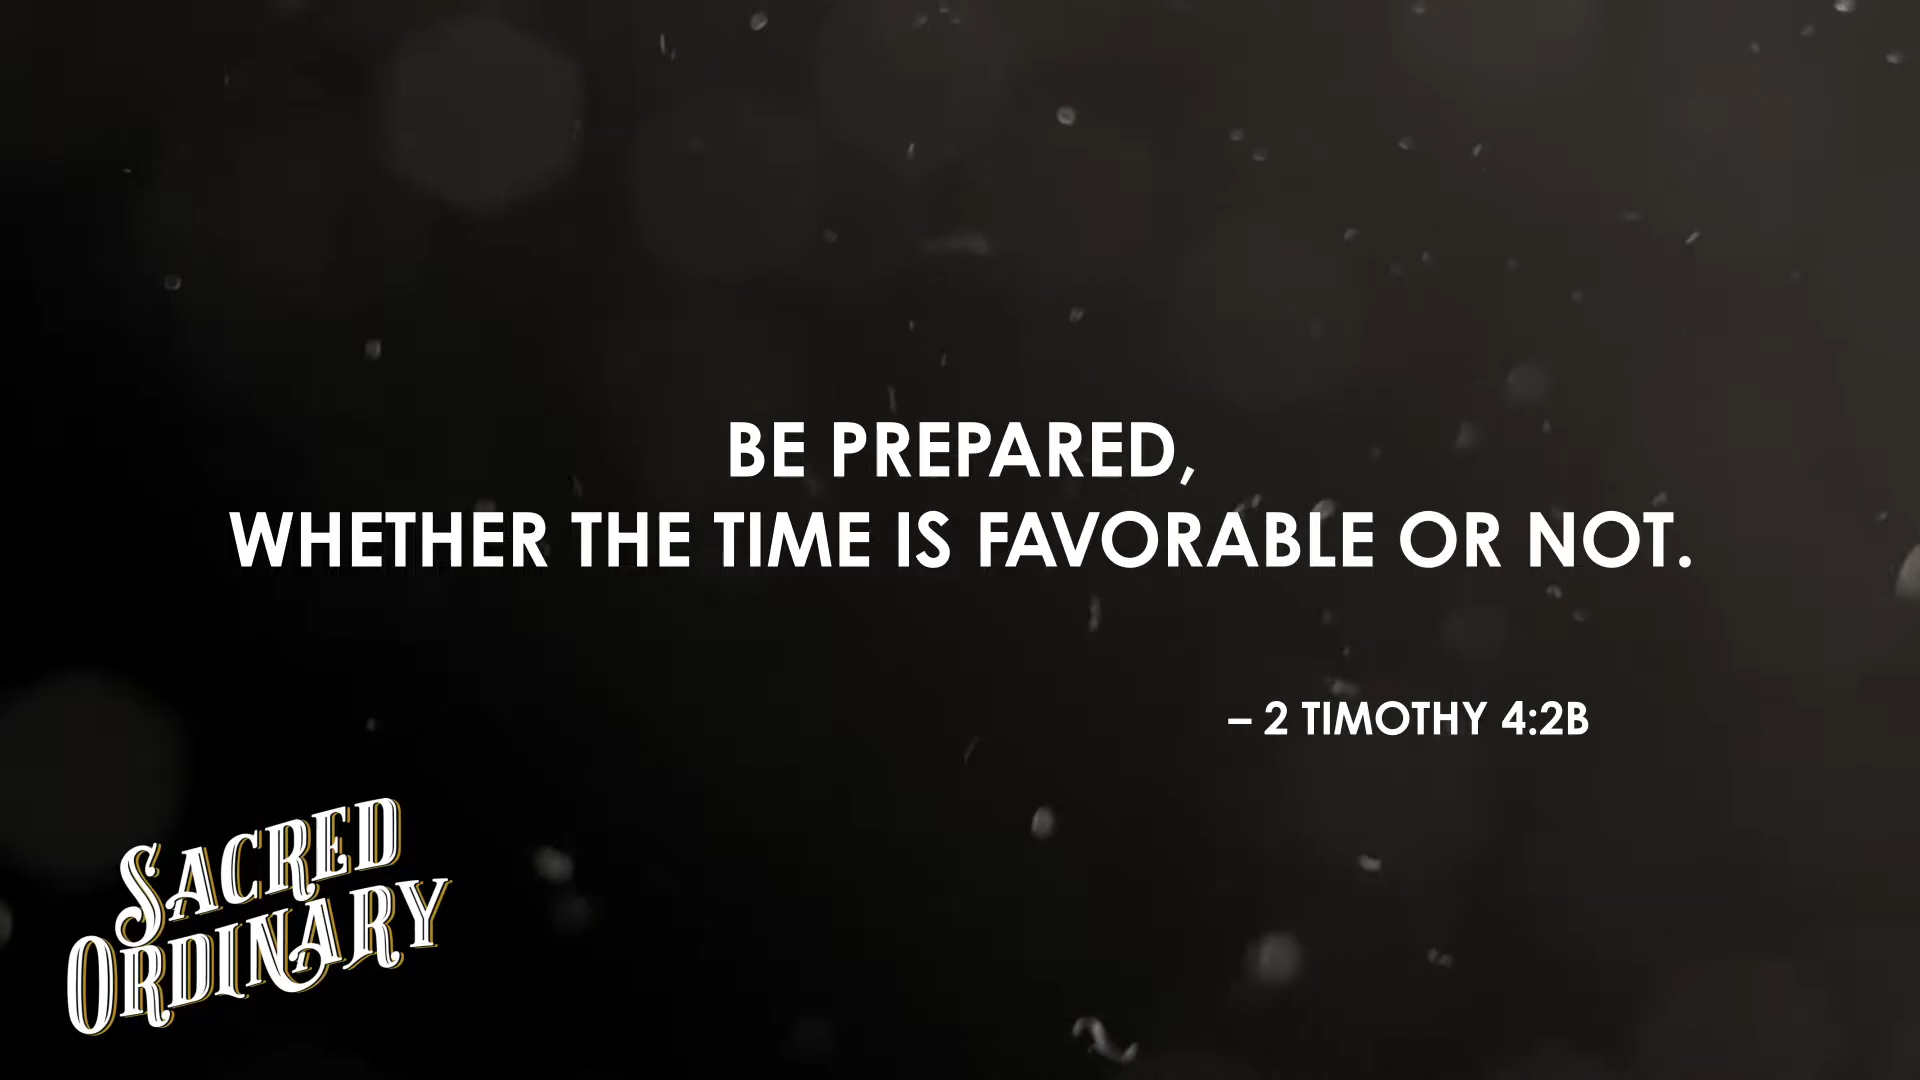 BE PREPARED,
WHETHER THE TIME IS FAVORABLE OR NOT.
– 2 TIMOTHY 4:2B
SACRED
ORDINARY